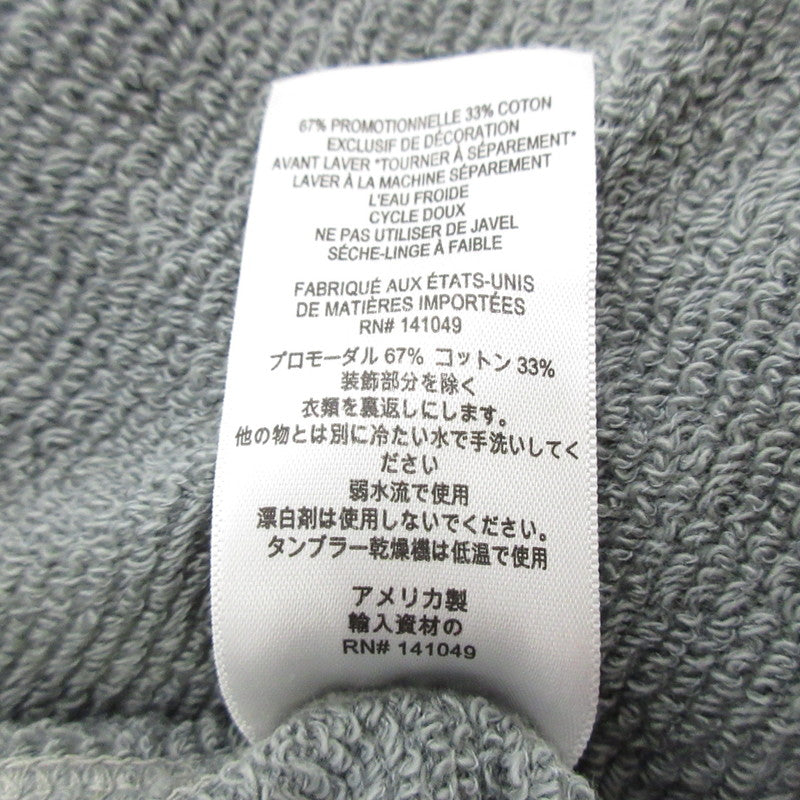 67% PROMOTIONNELLE 33% COTON
EXCLUSIF DE DÉCORATION
AVANT LAVER "TOURNER À SÉPAREMENT"
LAVER À LA MACHINE SÉPAREMENT
L'EAU FROIDE
CYCLE DOUX
NE PAS UTILISER DE JAVEL
SÉCHE-LINGE À FAIBLE
FABRIQUÉ AUX ÉTATS-UNIS
DE MATIÈRES IMPORTÉES
RN# 141049
プロモーダル 67% コットン 33%
装飾部分を除く
衣類を裏返しにします。
他の物とは別に冷たい水で手洗いしてく
ださい
弱水流で使用
漂白剤は使用しないでください。
タンブラー乾燥機は低温で使用
アメリカ製
輸入資材の
RN# 141049